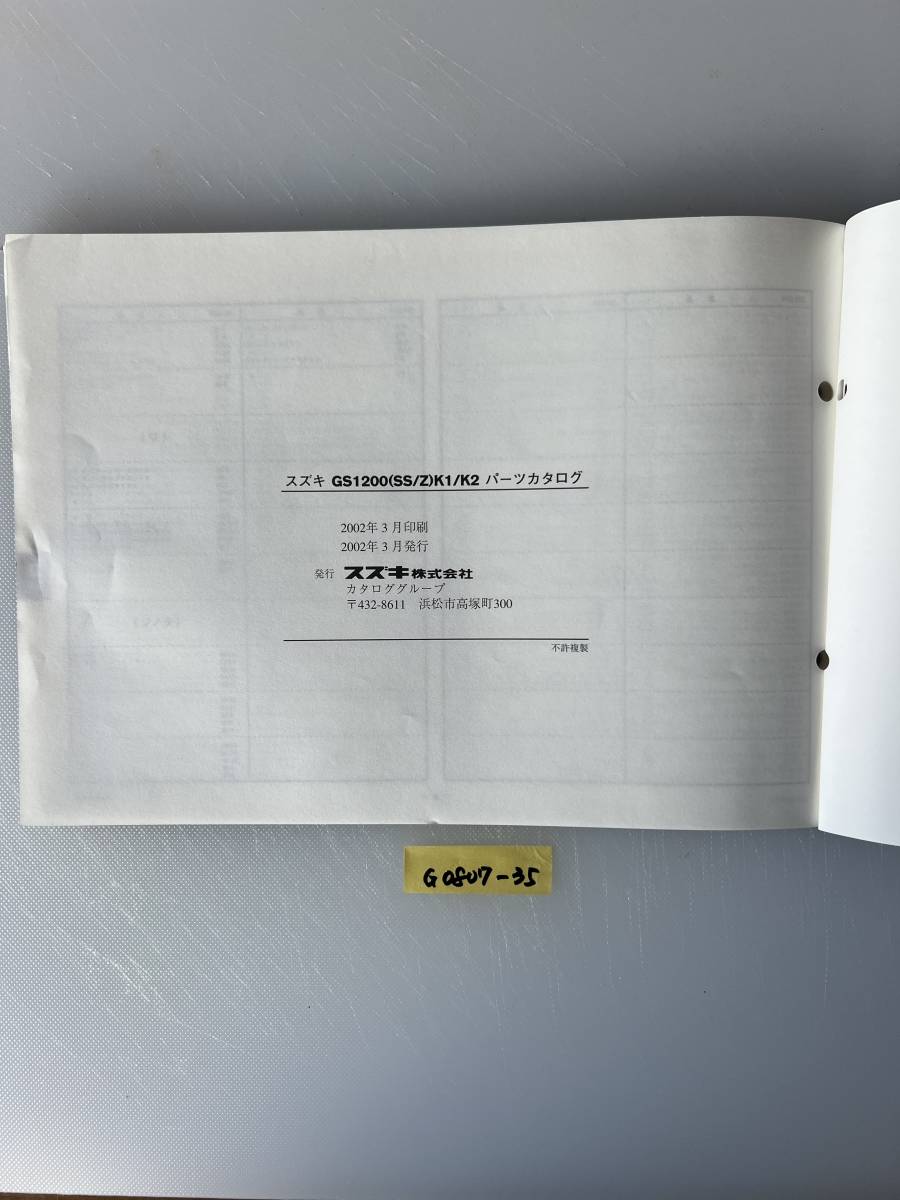 スズキ GS1200(SS/Z)K1/K2 パーツカタログ
2002年3月印刷
2002年3月発行
発行 スズキ株式会社
カタログループ
〒432-8611 浜松市高塚町300
不許複製
G0807-35